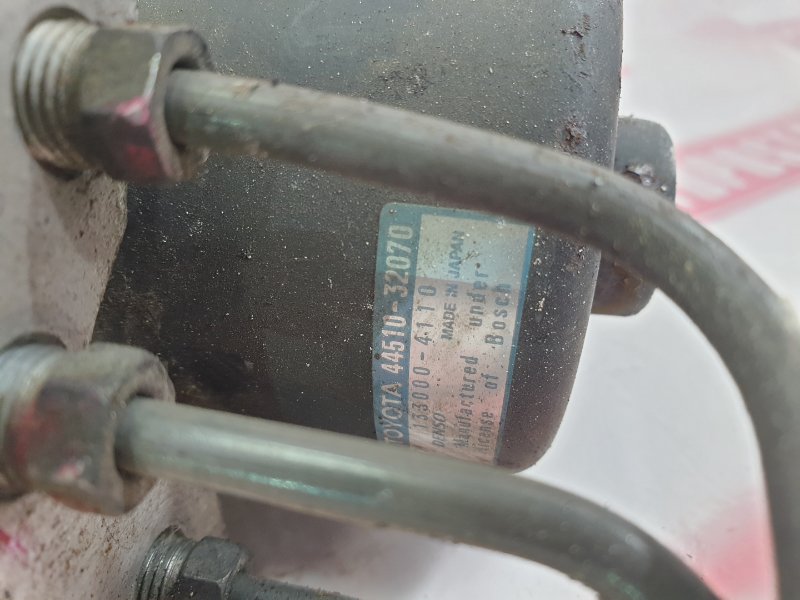 TOYOTA 44510-32070
133000-4110
DENSO MADE IN JAPAN
Manufactured under
license of Bosch